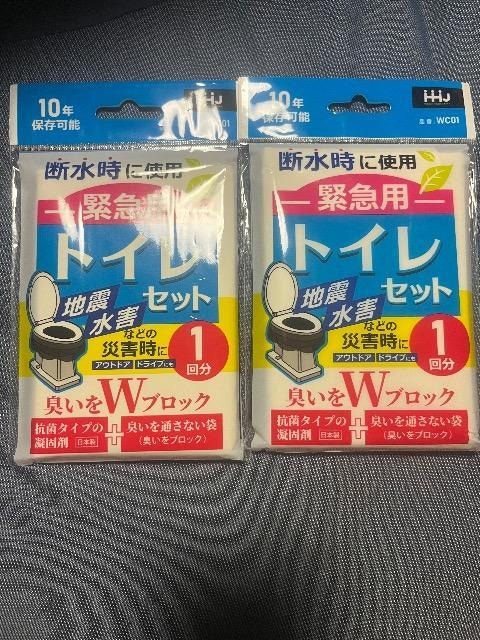 10年
保存可能
WC01
断水時に使用
緊急用
トイレ
セット
地震
水害
などの
災害時に
アウトドア ドライブにも
1
回分
臭いをWブロック
抗菌タイプの
凝固剤 日本製
+
臭いを通さない袋
(臭いをブロック)
10年
保存可能
HHJ
品番 WC01
断水時に使用
緊急用
トイレ
セット
地震
水害
などの
災害時に
アウトドア ドライブにも
1
回分
臭いをWブロック
抗菌タイプの
凝固剤 日本製
+
臭いを通さない袋
(臭いをブロック)